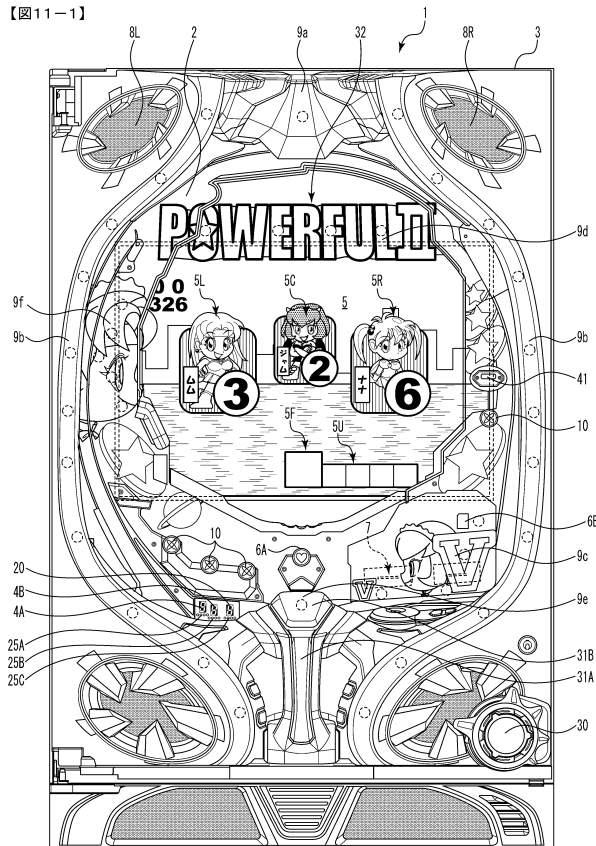 【図11－1】
1
8L
2
9a
32
8R
3
POWERFULⅡ
9d
0 0
326
5L
5C
5
5R
9f
9b
9b
ジャム
2
ムム
3
ナナ
6
41
10
5F
5U
6B
10
6A
7
V
V
9c
20
4B
4A
9e
25A
25B
25C
31B
31A
30